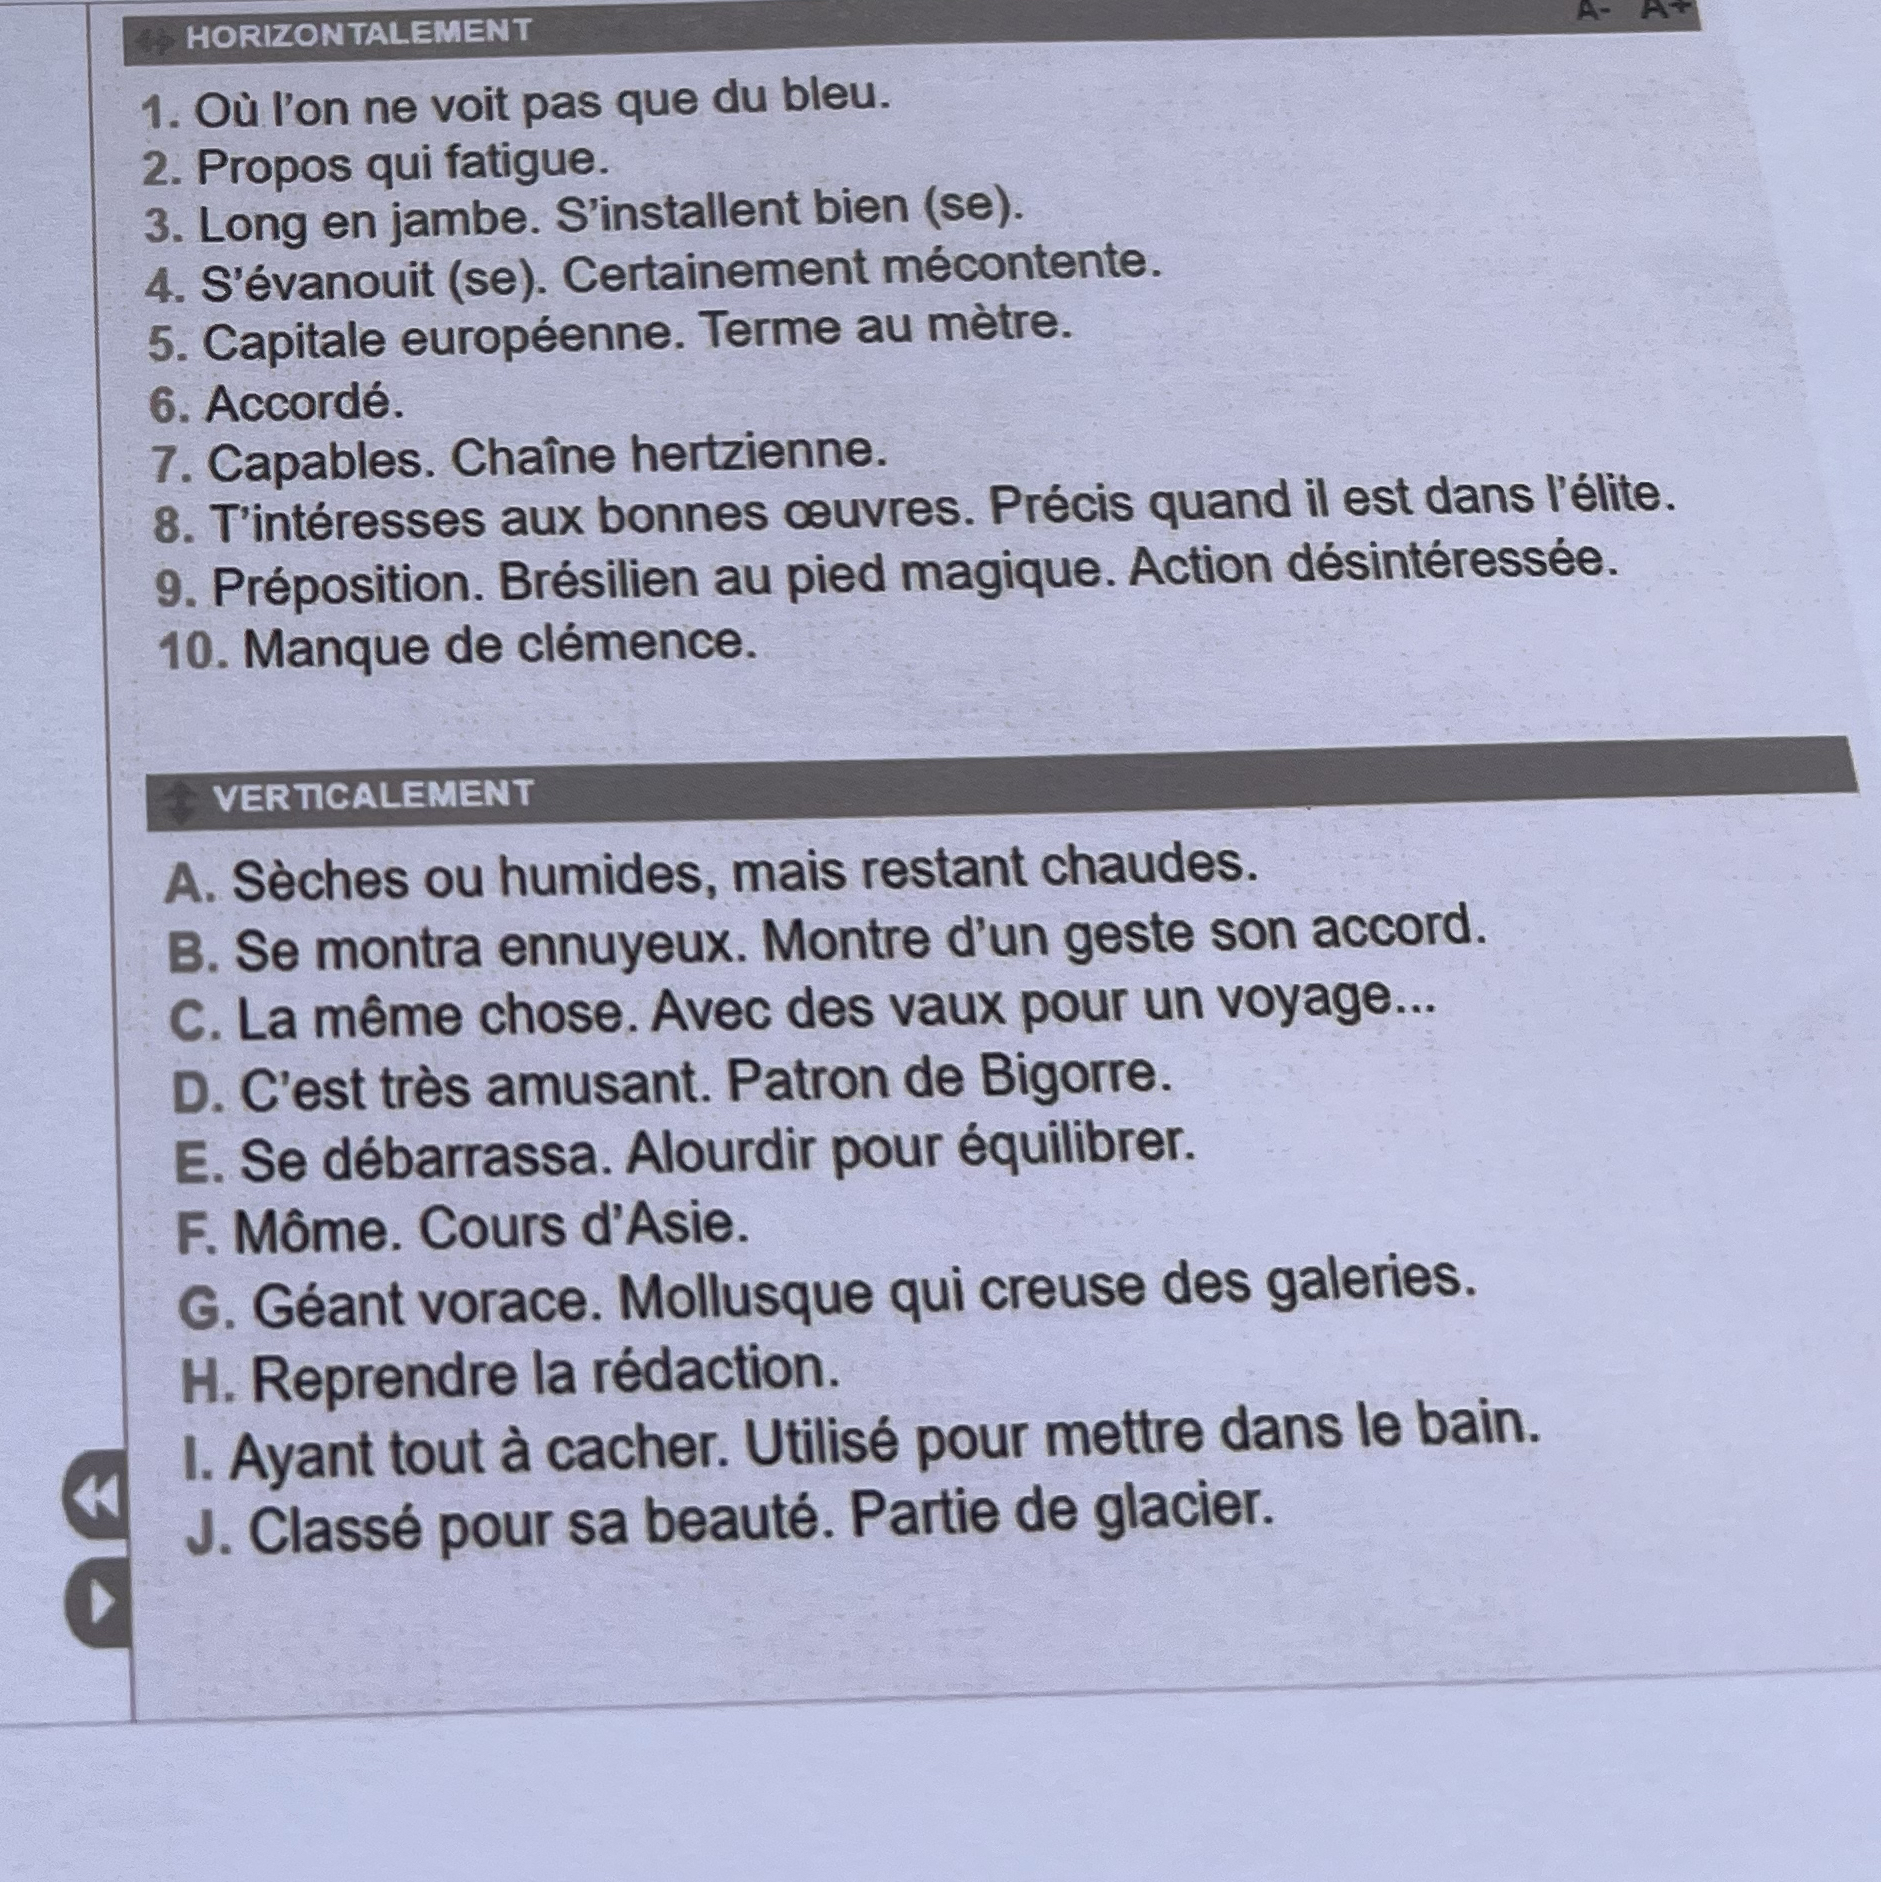 A- A+
HORIZONTALEMENT
1. Où l'on ne voit pas que du bleu.
2. Propos qui fatigue.
3. Long en jambe. S'installent bien (se).
4. S'évanouit (se). Certainement mécontente.
5. Capitale européenne. Terme au mètre.
6. Accordé.
7. Capables. Chaîne hertzienne.
8. T'intéresses aux bonnes œuvres. Précis quand il est dans l'élite.
9. Préposition. Brésilien au pied magique. Action désintéressée.
10. Manque de clémence.
VERTICALEMENT
A. Sèches ou humides, mais restant chaudes.
B. Se montra ennuyeux. Montre d'un geste son accord.
C. La même chose. Avec des vaux pour un voyage...
D. C'est très amusant. Patron de Bigorre.
E. Se débarrassa. Alourdir pour équilibrer.
F. Môme. Cours d'Asie.
G. Géant vorace. Mollusque qui creuse des galeries.
H. Reprendre la rédaction.
I. Ayant tout à cacher. Utilisé pour mettre dans le bain.
J. Classé pour sa beauté. Partie de glacier.